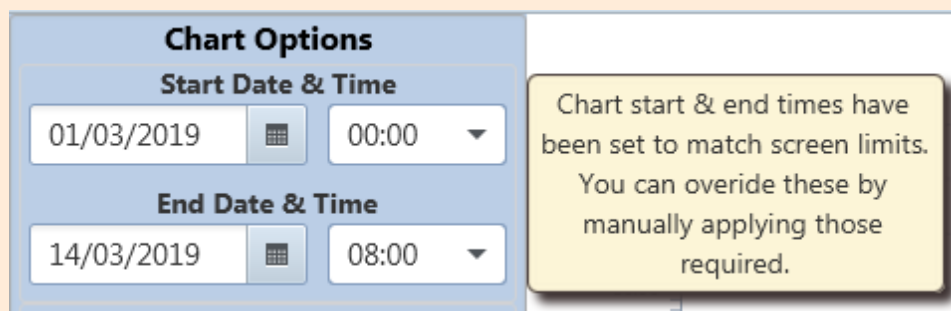 Chart Options
Start Date & Time
01/03/2019 00:00
End Date & Time
14/03/2019 08:00
Chart start & end times have
been set to match screen limits.
You can overide these by
manually applying those
required.